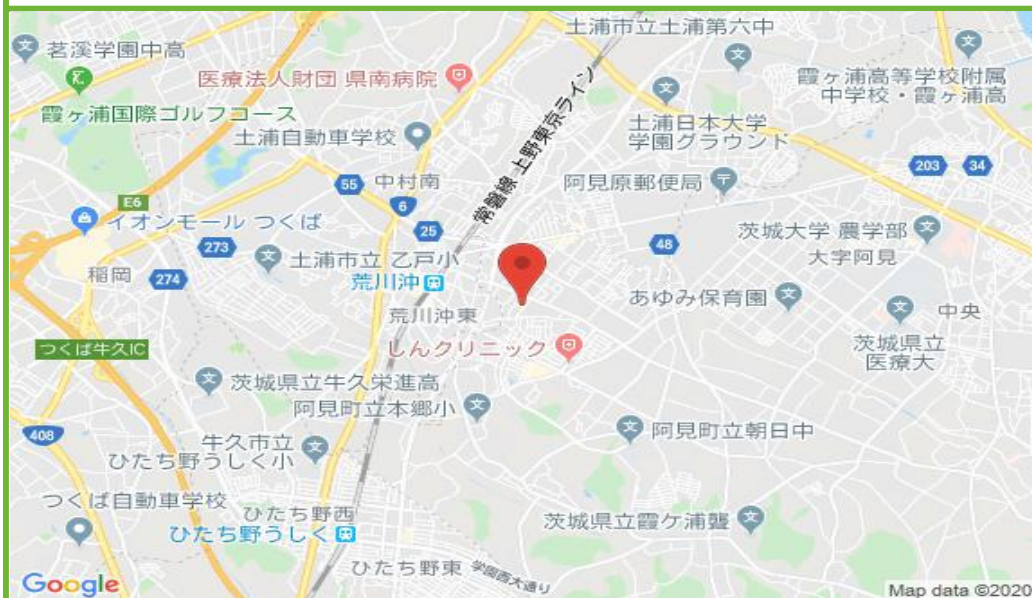 土浦市立土浦第六中
茗溪学園中高
医療法人財団 県南病院
霞ヶ浦高等学校附属
中学校・霞ヶ浦高
霞ヶ浦国際ゴルフコース
土浦自動車学校
常磐線 上野東京ライン
土浦日本大学
学園グラウンド
203
34
55
中村南
阿見原郵便局
E6
6
イオンモール つくば
25
273
48
茨城大学 農学部
大字阿見
土浦市立 乙戸小
稲岡
274
荒川沖
あゆみ保育園
荒川沖東
中央
つくば牛久IC
しんクリニック
茨城県立
医療大
茨城県立牛久栄進高
阿見町立本郷小
408
阿見町立朝日中
牛久市立
ひたち野うしく小
つくば自動車学校
ひたち野西
茨城県立霞ケ浦聾
ひたち野うしく
ひたち野東
学園西大通り
Google
Map data ©2020